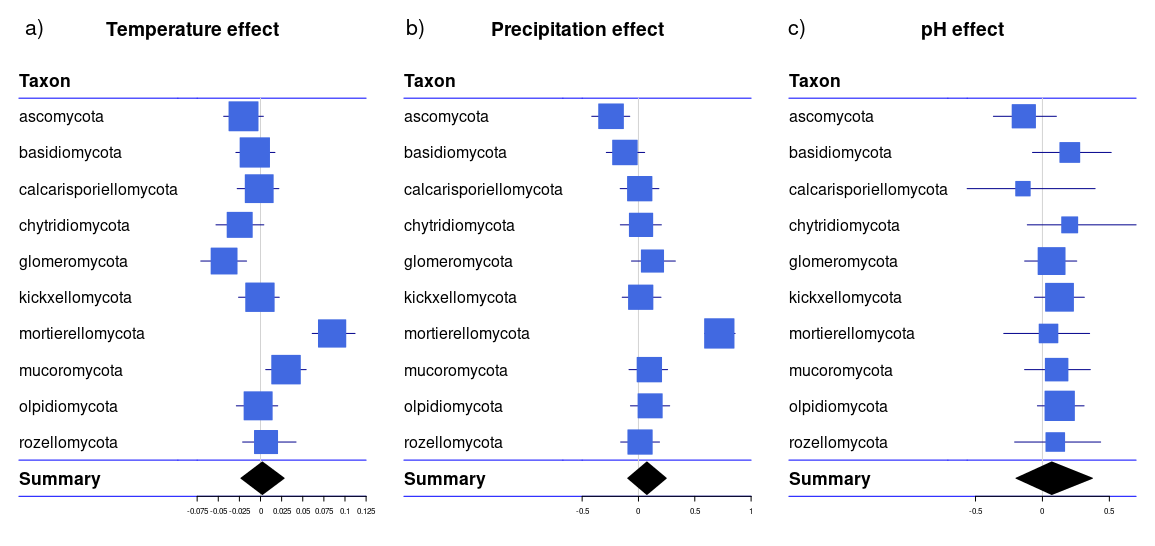 a) Temperature effect
Taxon
ascomycota
basidiomycota
calcarisporiellomycota
chytridiomycota
glomeromycota
kickxellomycota
mortierellomycota
mucoromycota
olpidiomycota
rozellomycota
Summary
-0.075 -0.05 -0.025 0 0.025 0.05 0.075 0.1 0.125
b) Precipitation effect
Taxon
ascomycota
basidiomycota
calcarisporiellomycota
chytridiomycota
glomeromycota
kickxellomycota
mortierellomycota
mucoromycota
olpidiomycota
rozellomycota
Summary
-0.5 0 0.5 1
c) pH effect
Taxon
ascomycota
basidiomycota
calcarisporiellomycota
chytridiomycota
glomeromycota
kickxellomycota
mortierellomycota
mucoromycota
olpidiomycota
rozellomycota
Summary
-0.5 0 0.5